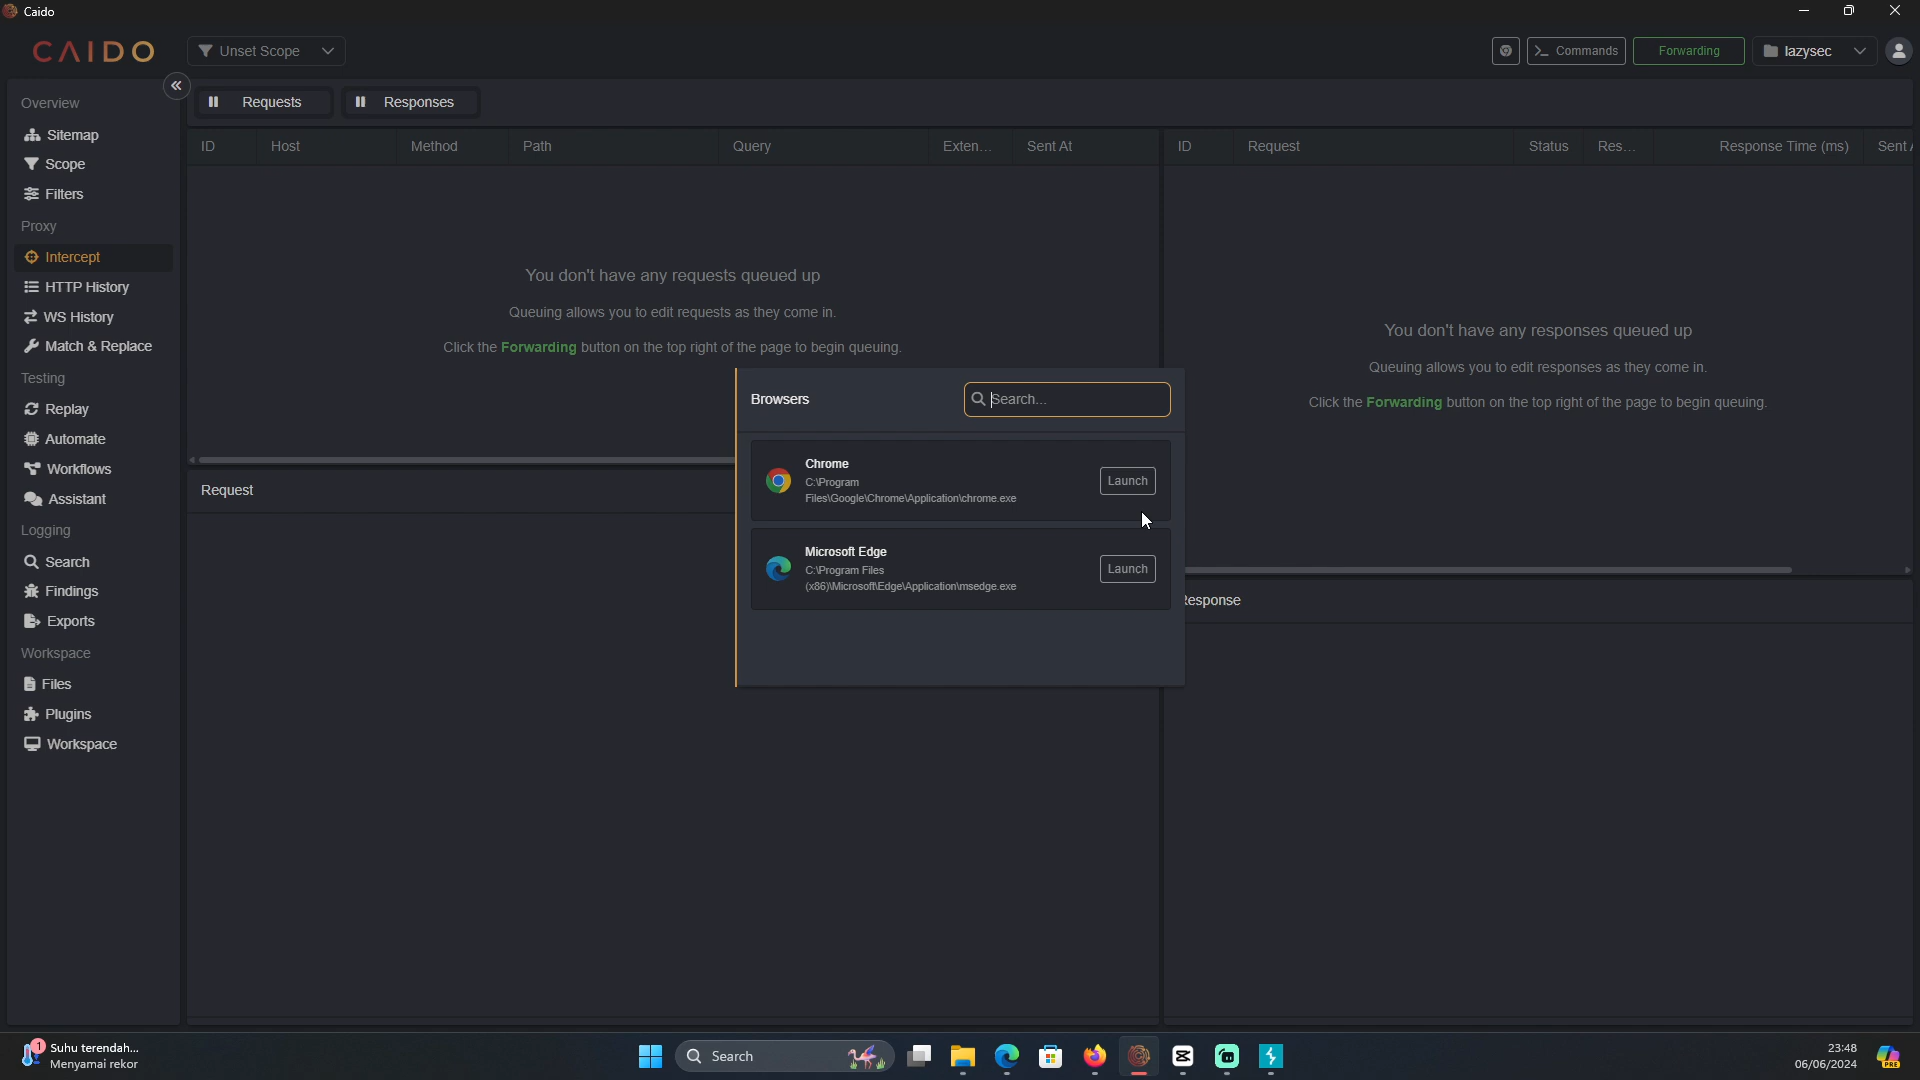 Caido
CAIDO
Unset Scope
Commands
Forwarding
lazysec
Overview
Sitemap
Scope
Filters
Proxy
Intercept
HTTP History
WS History
Match & Replace
Testing
Replay
Automate
Workflows
Assistant
Logging
Search
Findings
Exports
Workspace
Files
Plugins
Workspace
Requests
Responses
ID Host Method Path Query Exten... Sent At
You don't have any requests queued up
Queuing allows you to edit requests as they come in.
Click the Forwarding button on the top right of the page to begin queuing.
Request
ID Request Status Res... Response Time (ms) Sent A
You don't have any responses queued up
Queuing allows you to edit responses as they come in.
Click the Forwarding button on the top right of the page to begin queuing.
Response
Browsers
Search...
Chrome
C:\Program
Files\Google\Chrome\Application\chrome.exe
Launch
Microsoft Edge
C:\Program Files
(x86)\Microsoft\Edge\Application\msedge.exe
Launch
1
Suhu terendah...
Menyamai rekor
Search
23:48
06/06/2024
PRE